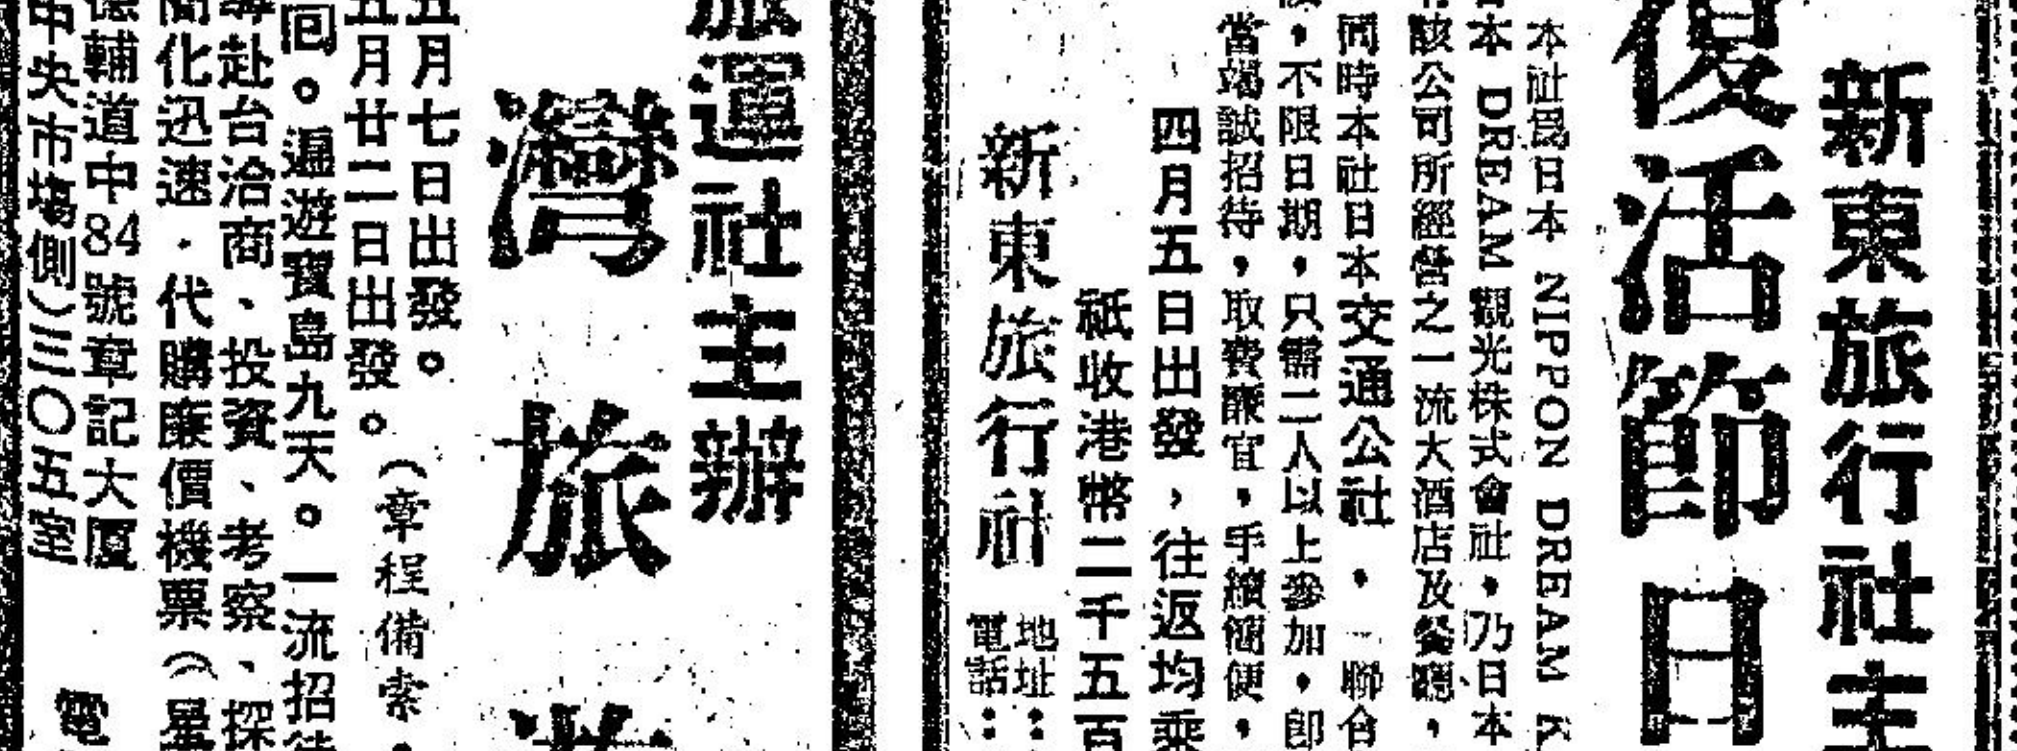 新東旅行社主
復活節日
本社爲日本 NIPPON DREAM K
本 DREAM 觀光株式會社，乃日本
該公司所經營之一流大酒店及餐廳，
同時本社日本交通公社，聯合
，不限日期，只需二人以上參加，即
當竭誠招待，取費廉宜，手續簡便，
四月五日出發，往返均乘
祇收港幣二千五百
新東旅行社
地址：
電話：
旅運社主辦
灣旅業
五月七日出發。
五月廿二日出發。（章程備索，
回。遍遊寶島九天。一流招待
赴台洽商、投資、考察、探
簡化迅速．代購廉價機票（星
德輔道中84號章記大厦
中央市塲側）三〇五室
電